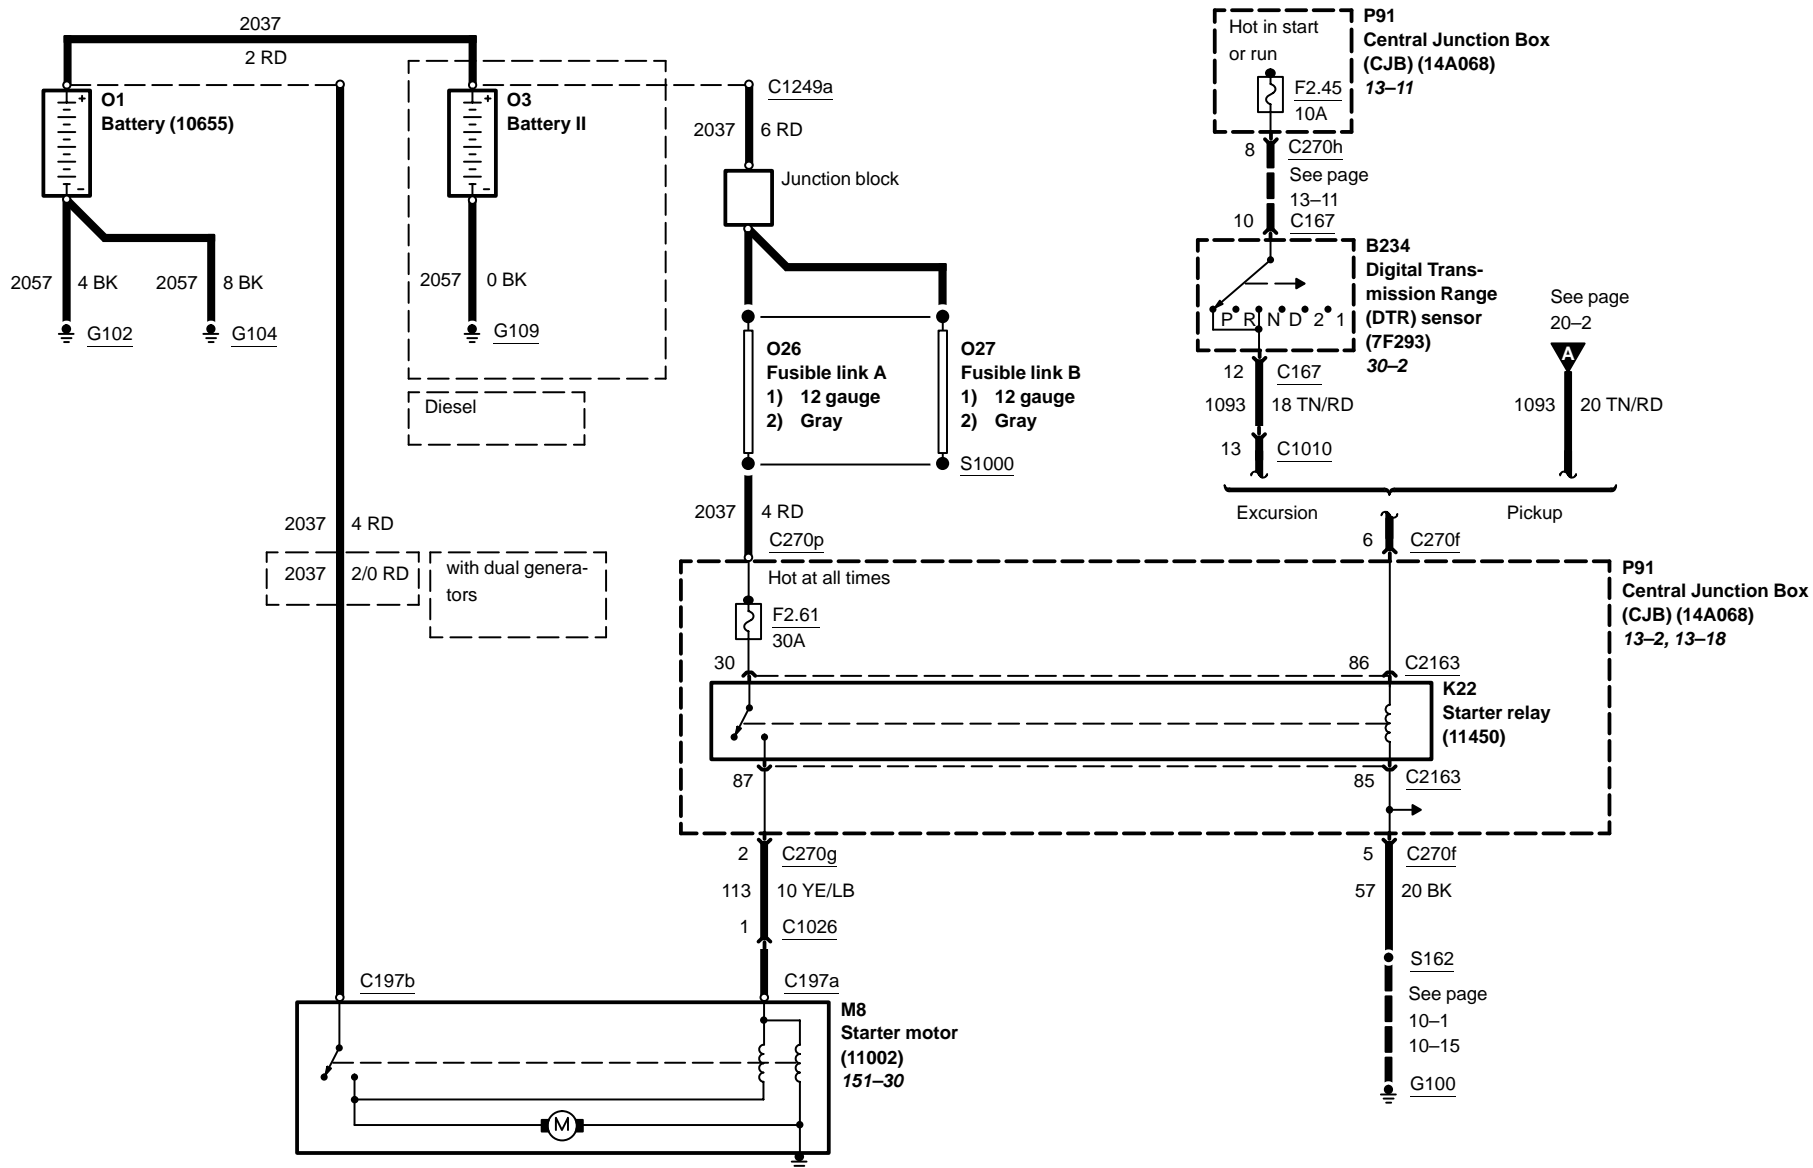 2037
2 RD
O1
Battery (10655)
+
–
2057
4 BK
G102
2057
8 BK
G104
O3
Battery II
+
–
2057
0 BK
G109
Diesel
C1249a
2037
6 RD
Junction block
O26
Fusible link A
1) 12 gauge
2) Gray
O27
Fusible link B
1) 12 gauge
2) Gray
S1000
2037
4 RD
C270p
2037
4 RD
2037
2/0 RD
with dual genera-
tors
Hot in start
or run
F2.45
10A
P91
Central Junction Box
(CJB) (14A068)
13–11
8
C270h
See page
13–11
10
C167
P R N D 2 1
B234
Digital Trans-
mission Range
(DTR) sensor
(7F293)
30–2
12
C167
1093
18 TN/RD
13
C1010
See page
20–2
A
1093
20 TN/RD
Excursion
Pickup
6
C270f
Hot at all times
F2.61
30A
30
86
C2163
P91
Central Junction Box
(CJB) (14A068)
13–2, 13–18
K22
Starter relay
(11450)
87
85
C2163
2
C270g
113
10 YE/LB
1
C1026
5
C270f
57
20 BK
S162
See page
10–1
10–15
G100
C197b
C197a
M8
Starter motor
(11002)
151–30
M